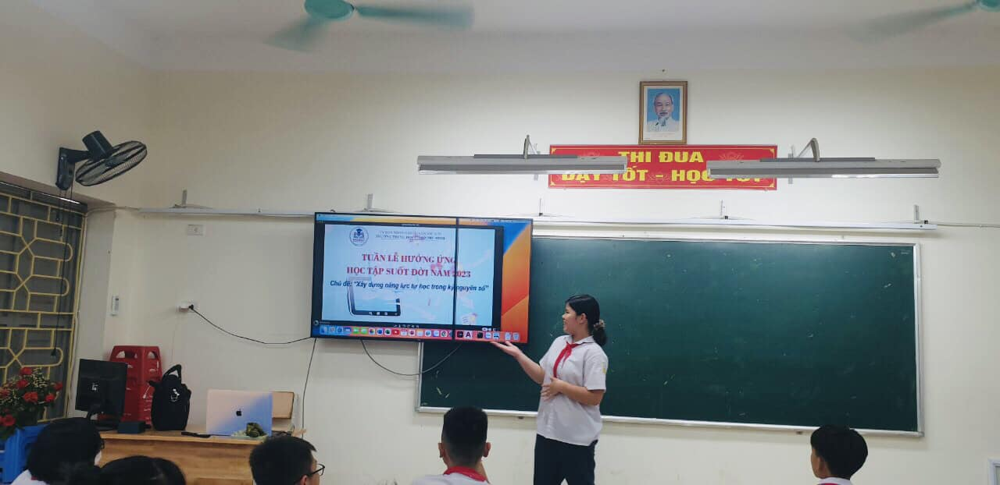 THI ĐUA
DẠY TỐT - HỌC TỐT
TUẦN LỄ HƯỞNG ỨNG
HỌC TẬP SUỐT ĐỜI NĂM 2023
Chủ đề: "Xây dựng năng lực tự học trong kỷ nguyên số"